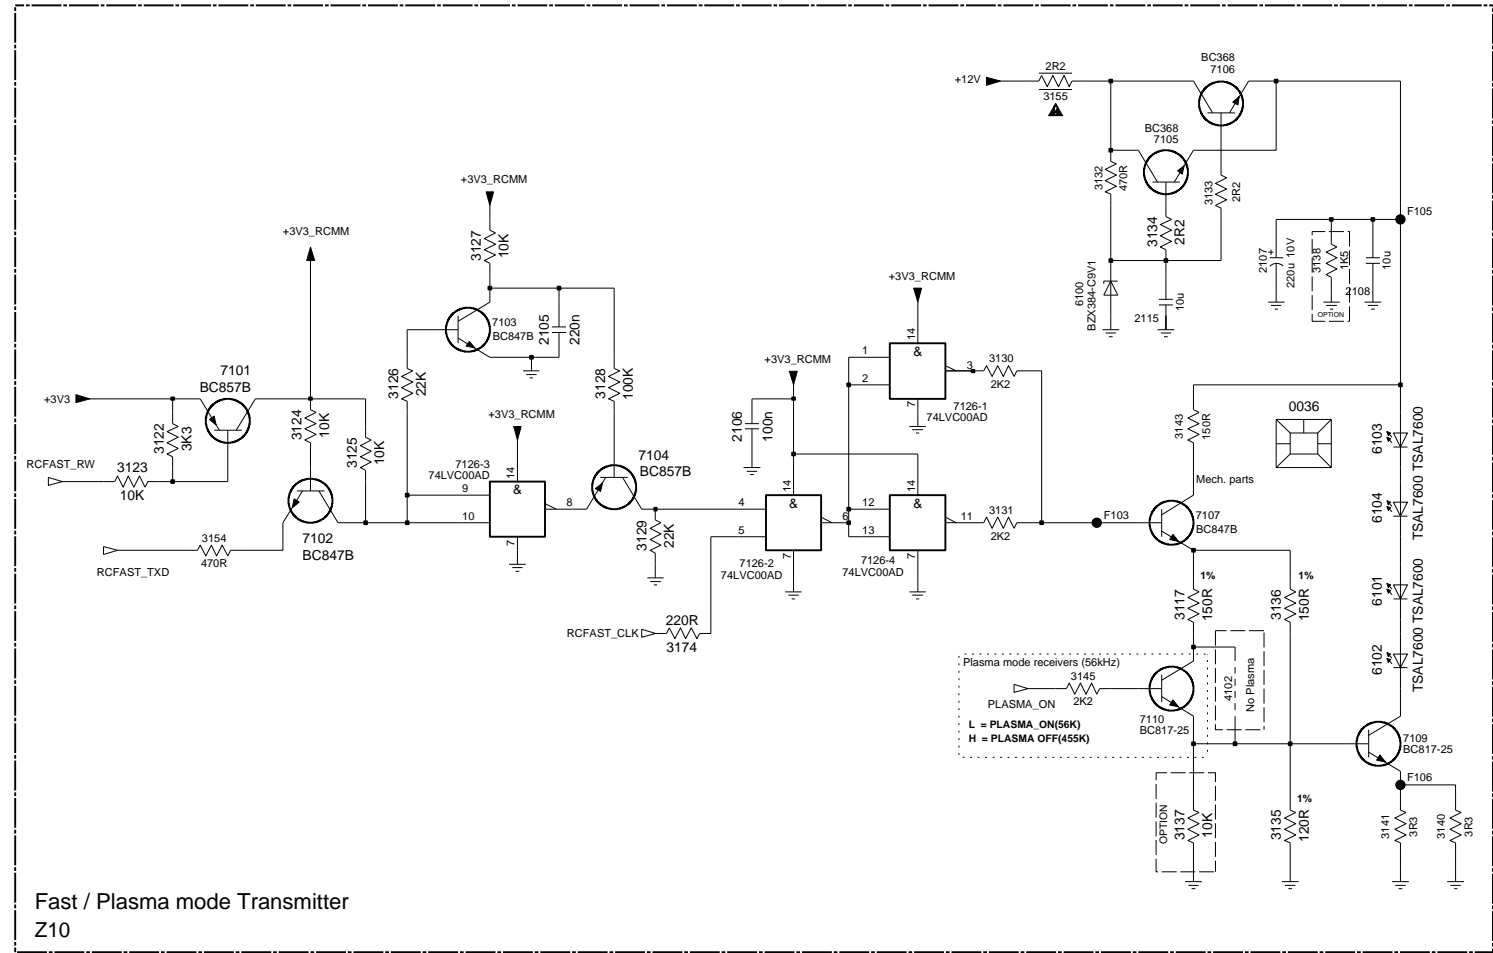 BC368
7106
2R2
+12V
3155
BC368
7105
3132
470R
3133
2R2
3134
2R2
F105
2107
220u 10V
+
3138
1K5
OPTION
10u
2108
6100
BZX384-C9V1
10u
2115
+3V3_RCMM
3127
10K
+3V3_RCMM
7103
BC847B
2105
220n
+3V3_RCMM
14
&
1
2
3
7
3130
2K2
7126-1
74LVC00AD
3126
22K
3128
100K
+3V3_RCMM
7101
BC857B
+3V3
3122
3K3
3124
10K
3125
10K
+3V3_RCMM
2106
100n
RCFAST_RW
3123
10K
7126-3
74LVC00AD
14
&
9
10
8
7
7104
BC857B
7102
BC847B
3154
470R
RCFAST_TXD
3129
22K
14
&
4
5
6
7
7126-2
74LVC00AD
14
&
12
13
11
7
3131
2K2
7126-4
74LVC00AD
RCFAST_CLK
220R
3174
3143
150R
0036
Mech. parts
F103
7107
BC847B
6103
TSAL7600
6104
TSAL7600
6101
TSAL7600
6102
TSAL7600
1%
3117
150R
1%
3136
150R
Plasma mode receivers (56kHz)
3145
2K2
PLASMA_ON
L = PLASMA_ON(56K)
H = PLASMA OFF(455K)
7110
BC817-25
4102
No Plasma
7109
BC817-25
F106
OPTION
3137
10K
1%
3135
120R
3141
3R3
3140
3R3
Fast / Plasma mode Transmitter
Z10